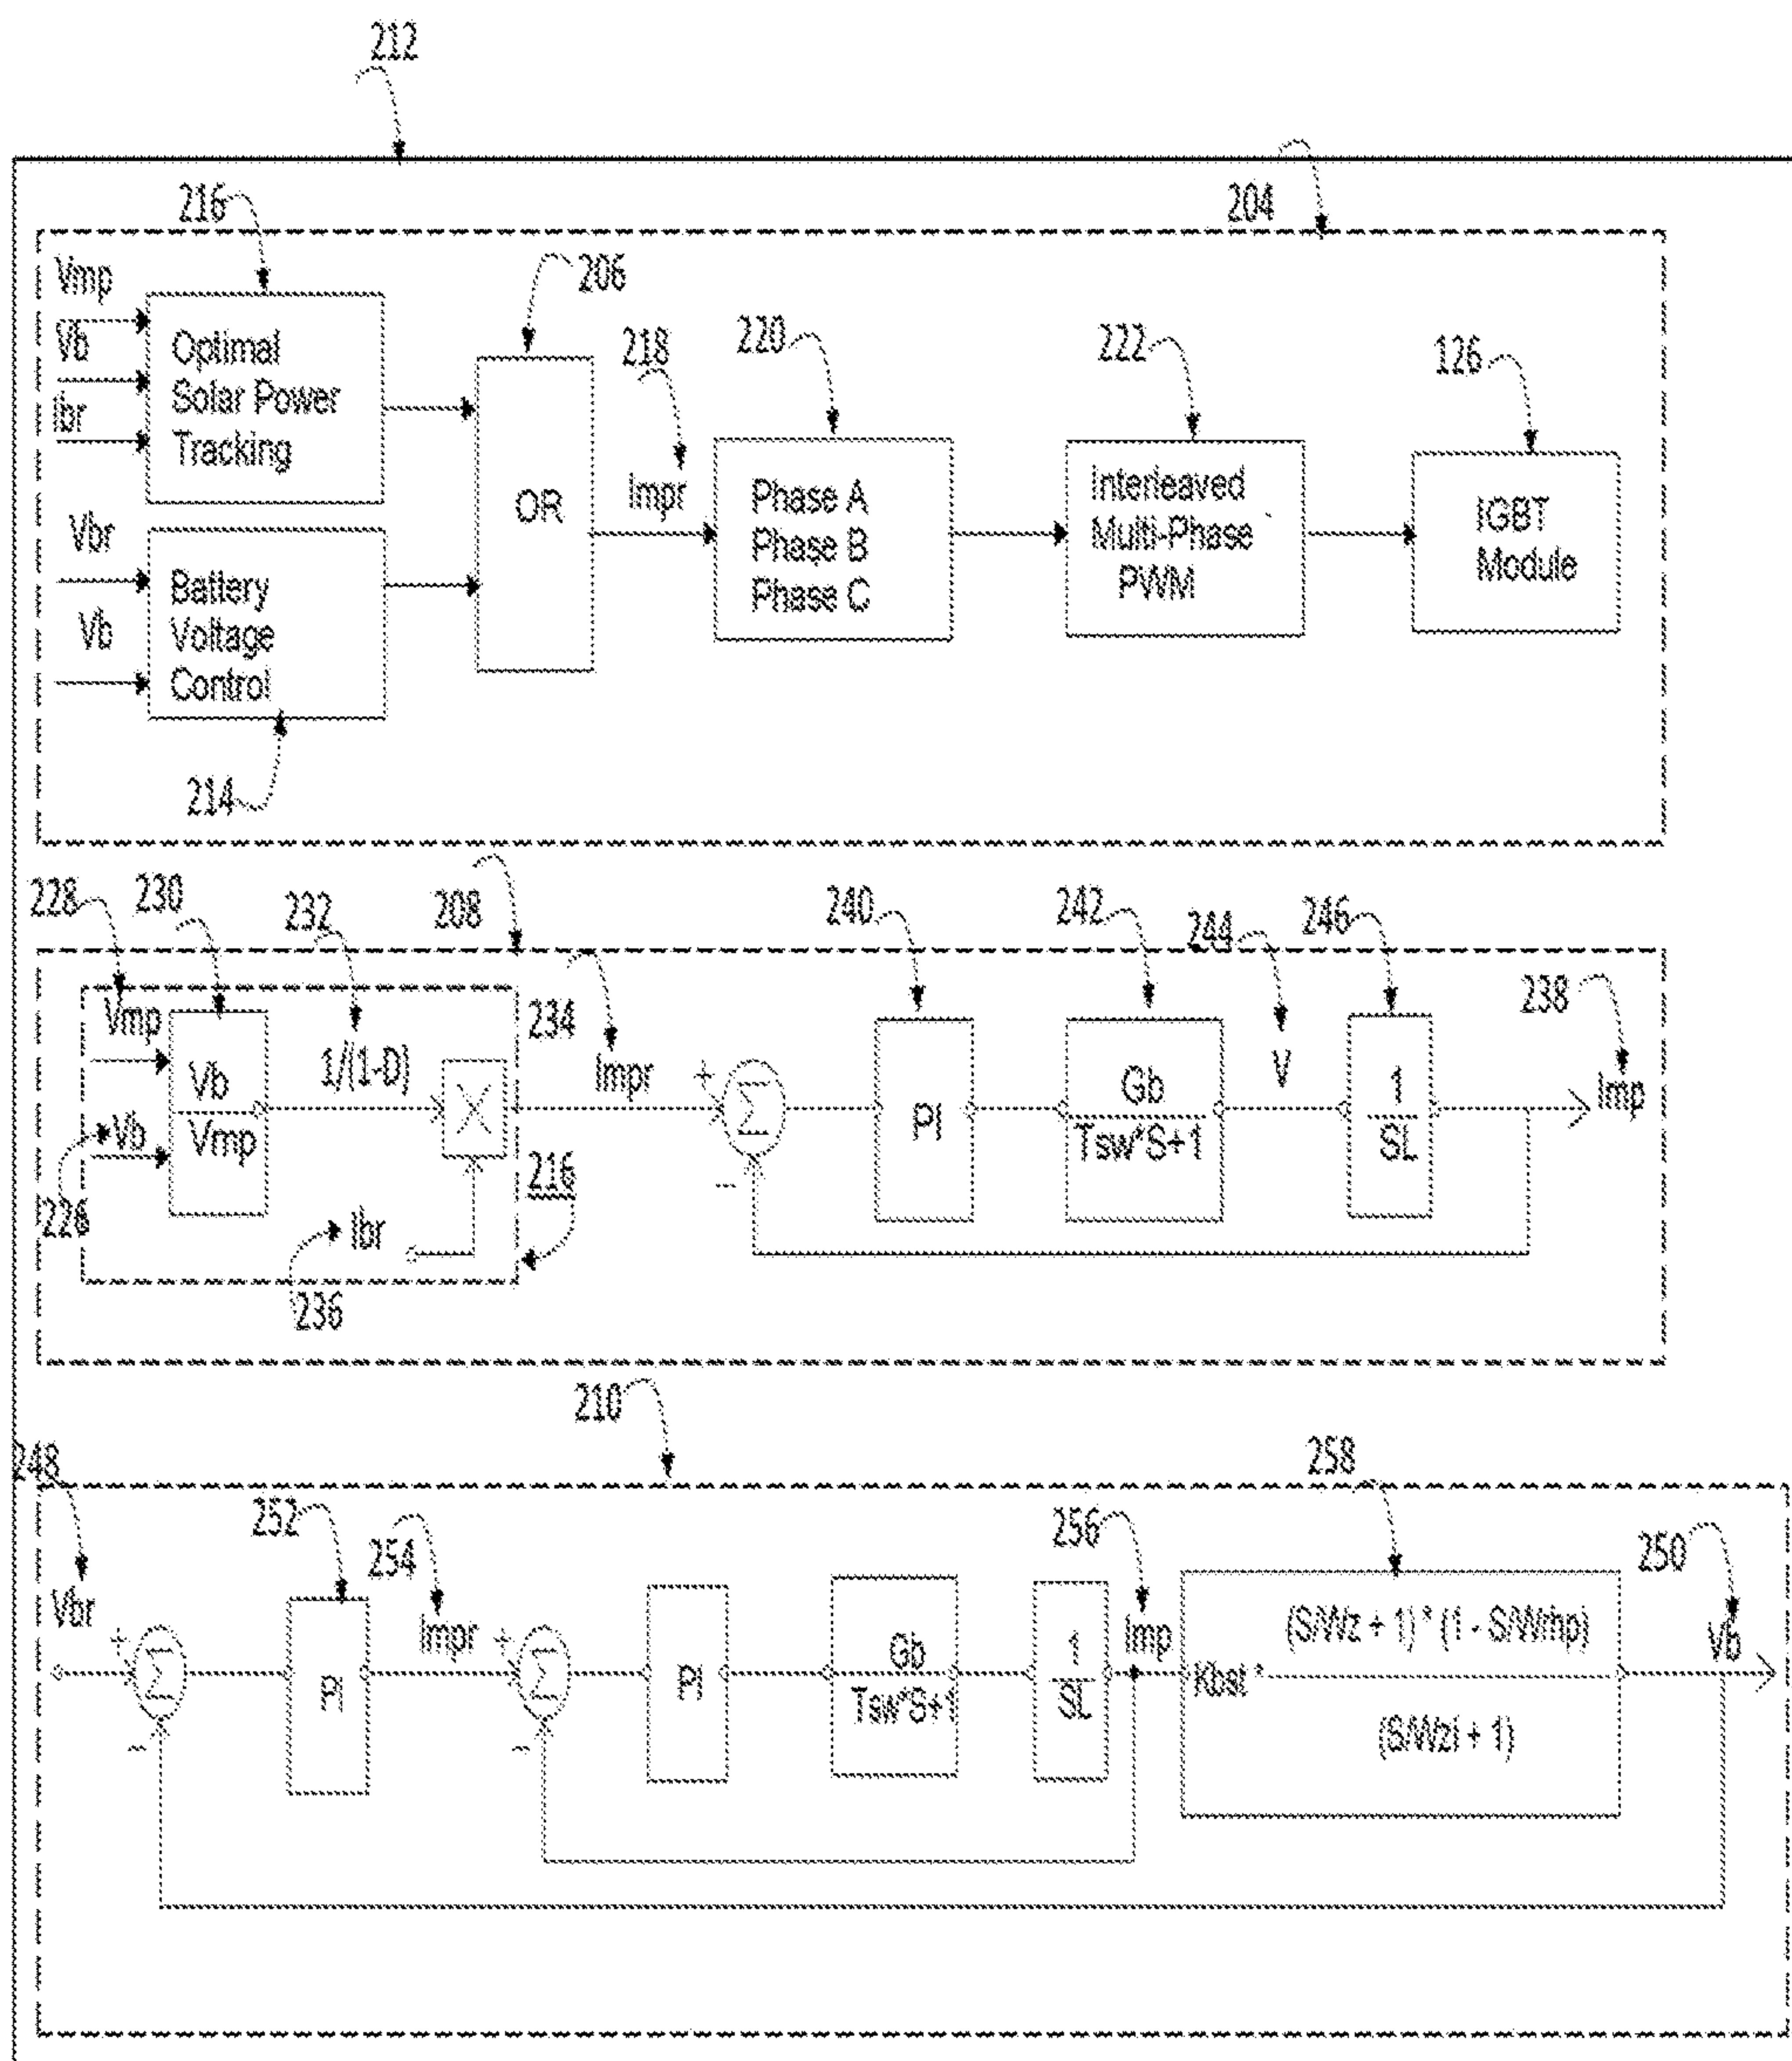 212
216
204
Vmp
206
Vb
Optimal
Solar Power
Tracking
Ibr
218
220
222
126
OR
Impr
Phase A
Phase B
Phase C
Interleaved
Multi-Phase
PWM
IGBT
Module
Vbr
Battery
Voltage
Control
Vb
214
228
230
232
208
240
242
244
246
238
Vmp
234
Vb
Vmp
1/(1-D)
X
Impr
+
Σ
-
PI
Gb
Tsw*S+1
V
1
SL
Imp
Vb
226
216
Ibr
236
210
248
258
252
254
256
250
Vbr
+
Σ
-
PI
Impr
+
Σ
-
PI
Gb
Tsw*S+1
1
SL
Imp
Kbst *
(S/Wz + 1) * (1 - S/Wrhp)
(S/Wzi + 1)
Vb